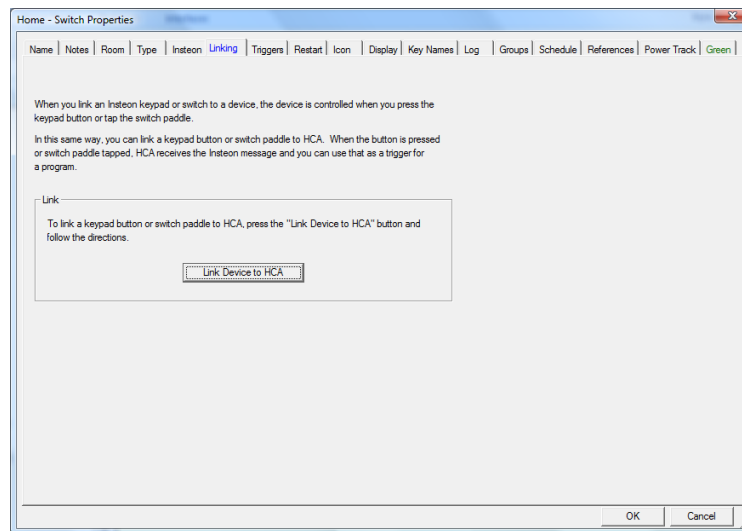 Home - Switch Properties
Name Notes Room Type Insteon Linking Triggers Restart Icon Display Key Names Log Groups Schedule References Power Track Green
When you link an Insteon keypad or switch to a device, the device is controlled when you press the
keypad button or tap the switch paddle.
In this same way, you can link a keypad button or switch paddle to HCA. When the button is pressed
or switch paddle tapped, HCA receives the Insteon message and you can use that as a trigger for
a program.
Link
To link a keypad button or switch paddle to HCA, press the "Link Device to HCA" button and
follow the directions.
Link Device to HCA
OK Cancel